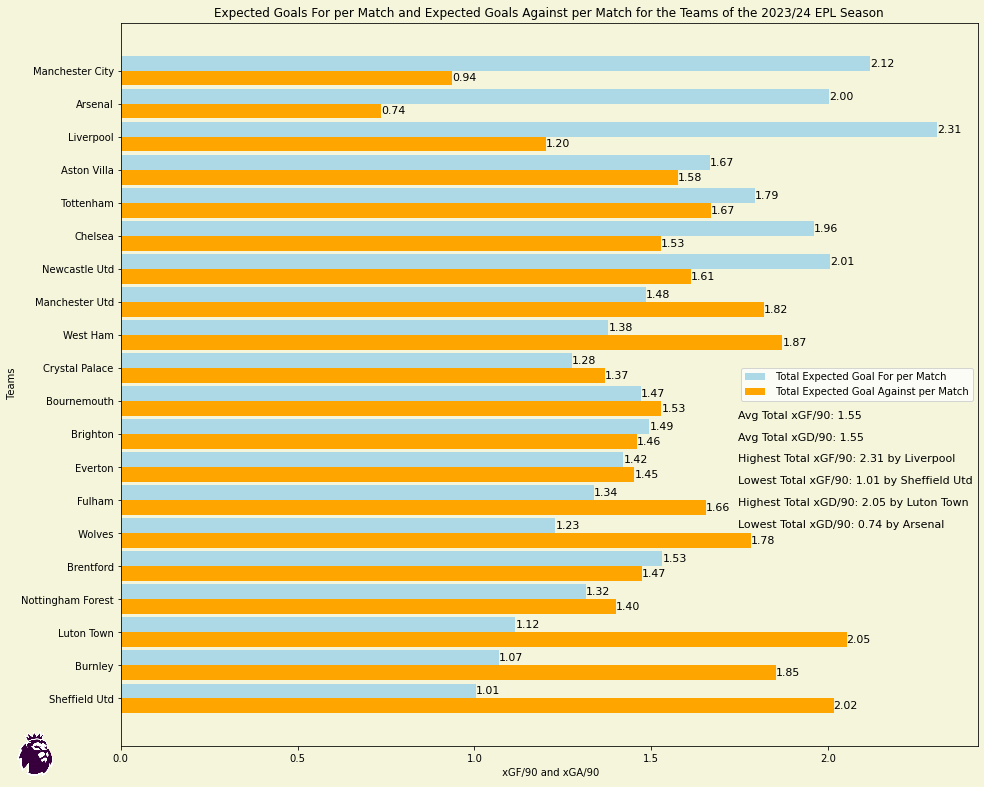 Expected Goals For per Match and Expected Goals Against per Match for the Teams of the 2023/24 EPL Season
Teams
Manchester City 2.12
0.94
Arsenal 2.00
0.74
Liverpool 2.31
1.20
Aston Villa 1.67
1.58
Tottenham 1.79
1.67
Chelsea 1.96
1.53
Newcastle Utd 2.01
1.61
Manchester Utd 1.48
1.82
West Ham 1.38
1.87
Crystal Palace 1.28
1.37
Bournemouth 1.47
1.53
Brighton 1.49
1.46
Everton 1.42
1.45
Fulham 1.34
1.66
Wolves 1.23
1.78
Brentford 1.53
1.47
Nottingham Forest 1.32
1.40
Luton Town 1.12
2.05
Burnley 1.07
1.85
Sheffield Utd 1.01
2.02
Total Expected Goal For per Match
Total Expected Goal Against per Match
Avg Total xGF/90: 1.55
Avg Total xGD/90: 1.55
Highest Total xGF/90: 2.31 by Liverpool
Lowest Total xGF/90: 1.01 by Sheffield Utd
Highest Total xGD/90: 2.05 by Luton Town
Lowest Total xGD/90: 0.74 by Arsenal
0.0 0.5 1.0 1.5 2.0
xGF/90 and xGA/90